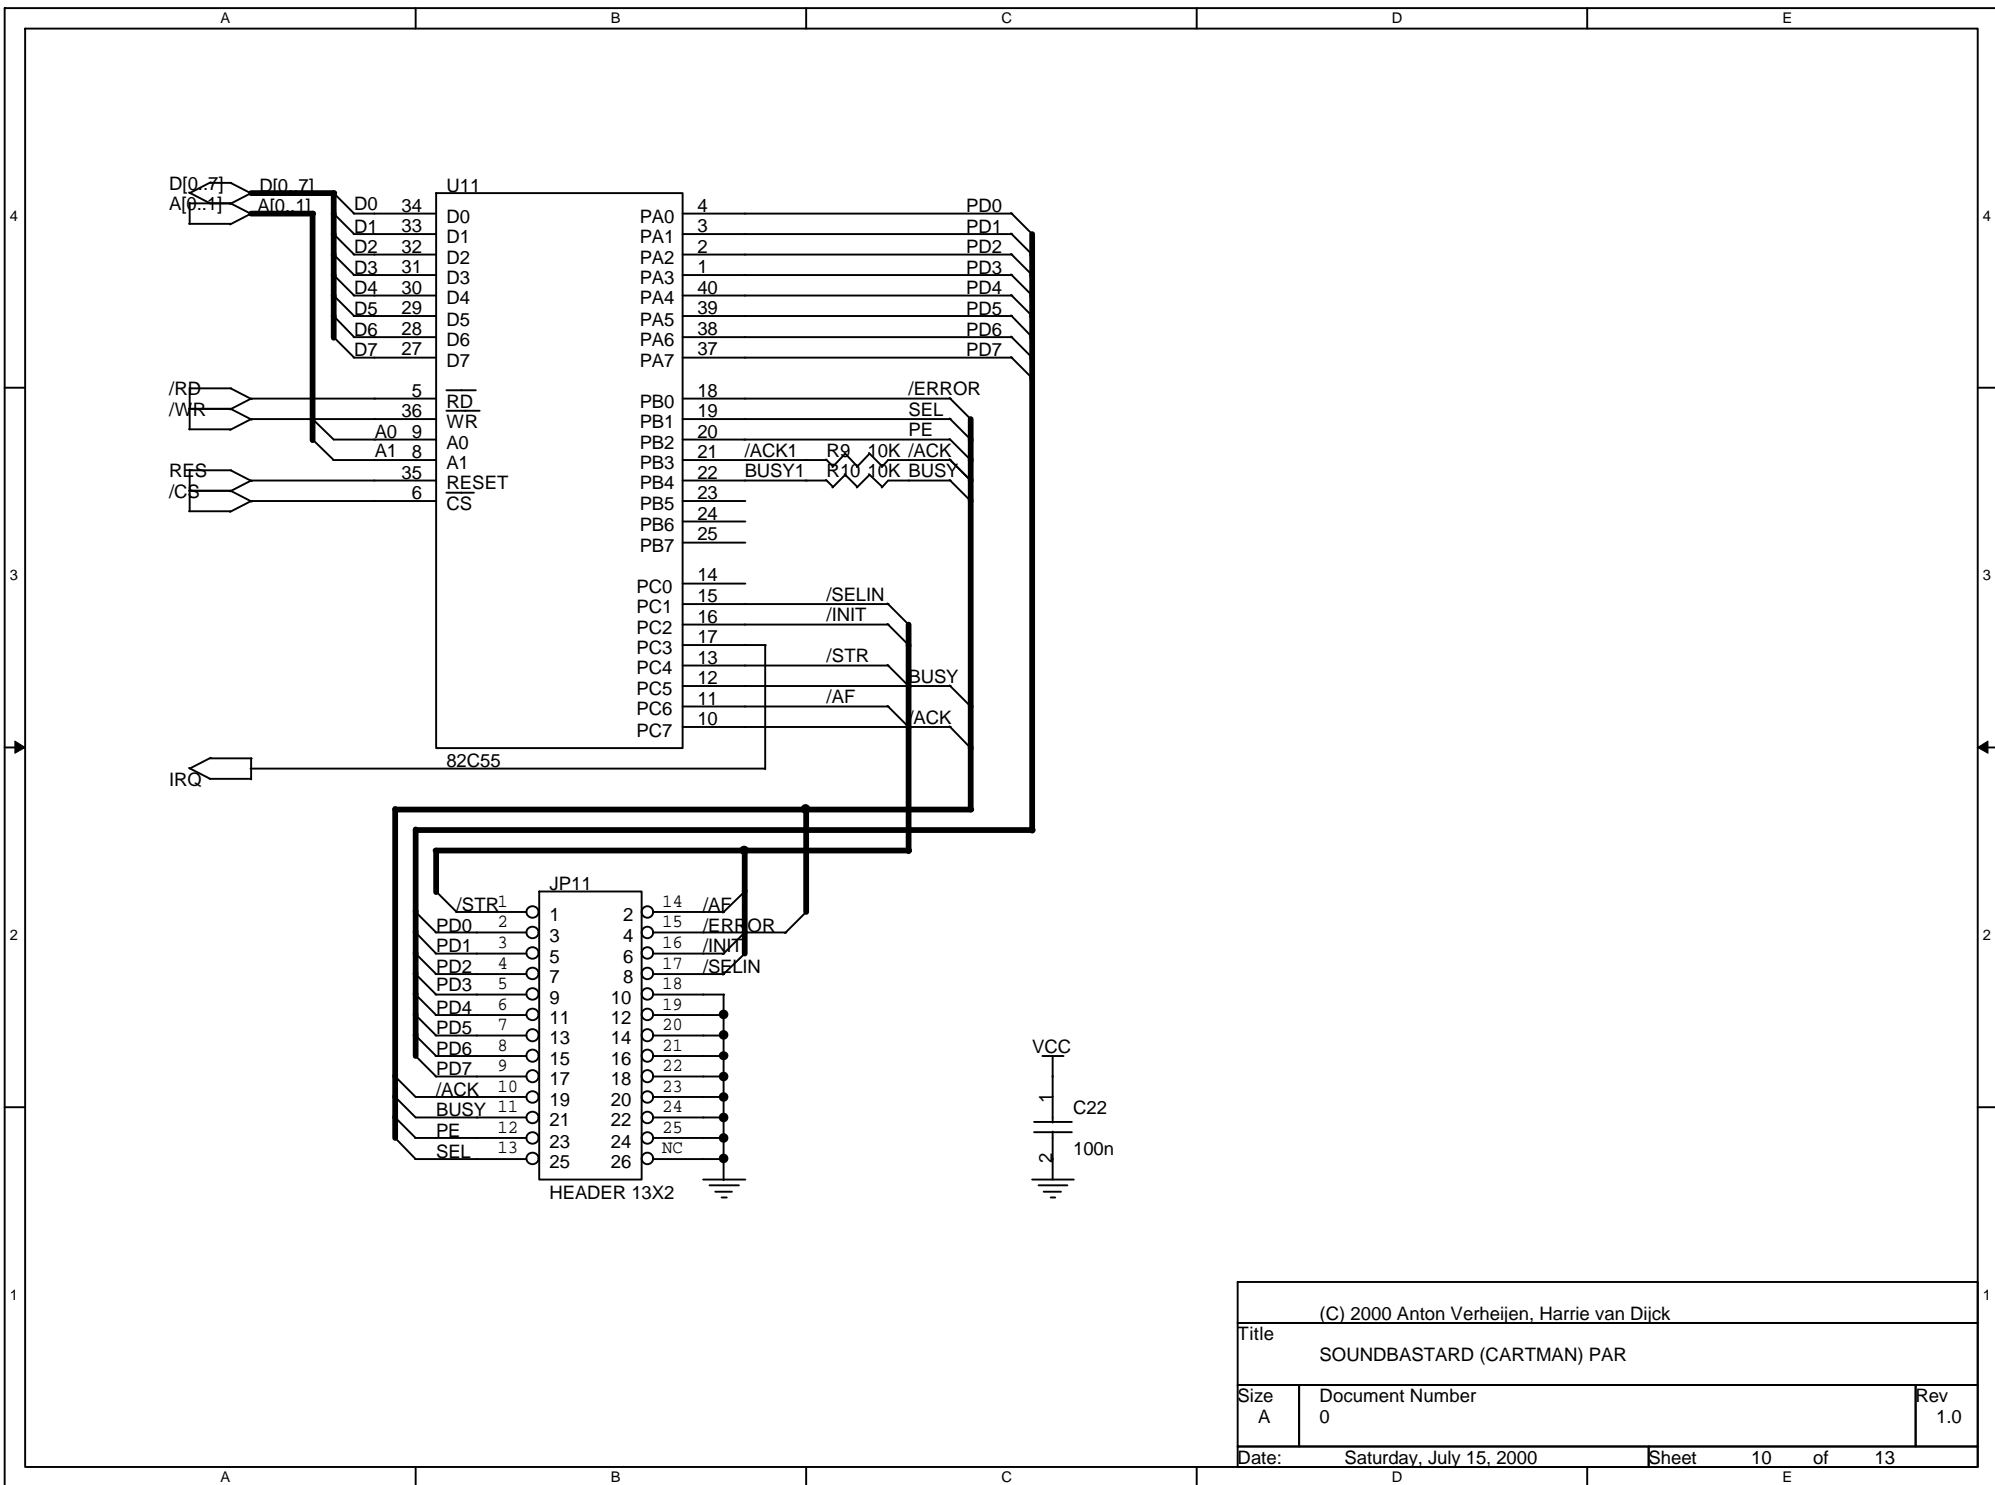 A B C D E
4 4
3 3
2 2
1 1
D[0..7] D[0..7]
A[0..1] A[0..1]
/RD
/WR
RES
/CS
IRQ
U11
D0 34 D0
D1 33 D1
D2 32 D2
D3 31 D3
D4 30 D4
D5 29 D5
D6 28 D6
D7 27 D7
5 RD
36 WR
A0 9 A0
A1 8 A1
35 RESET
6 CS
PA0 4 PD0
PA1 3 PD1
PA2 2 PD2
PA3 1 PD3
PA4 40 PD4
PA5 39 PD5
PA6 38 PD6
PA7 37 PD7
PB0 18 /ERROR
PB1 19 SEL
PB2 20 PE
PB3 21 /ACK1 R9 10K /ACK
PB4 22 BUSY1 R10 10K BUSY
PB5 23
PB6 24
PB7 25
PC0 14
PC1 15 /SELIN
PC2 16 /INIT
PC3 17
PC4 13 /STR
PC5 12 BUSY
PC6 11 /AF
PC7 10 /ACK
82C55
JP11
/STR 1 1 2 14 /AF
PD0 2 3 4 15 /ERROR
PD1 3 5 6 16 /INIT
PD2 4 7 8 17 /SELIN
PD3 5 9 10 18
PD4 6 11 12 19
PD5 7 13 14 20
PD6 8 15 16 21
PD7 9 17 18 22
/ACK 10 19 20 23
BUSY 11 21 22 24
PE 12 23 24 25
SEL 13 25 26 NC
HEADER 13X2
VCC
1
C22
2
100n
(C) 2000 Anton Verheijen, Harrie van Dijck
Title
SOUNDBASTARD (CARTMAN) PAR
Size Document Number Rev
A 0 1.0
Date: Saturday, July 15, 2000 Sheet 10 of 13
A B C D E